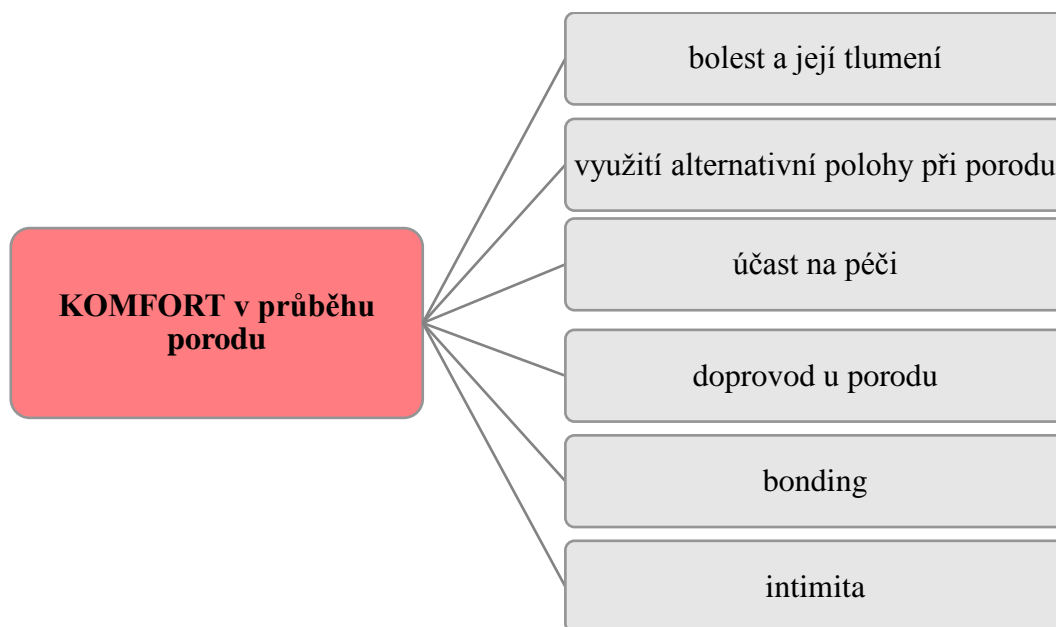 bolest a její tlumení
využití alternativní polohy při porodu
účast na péči
KOMFORT v průběhu
porodu
doprovod u porodu
bonding
intimita